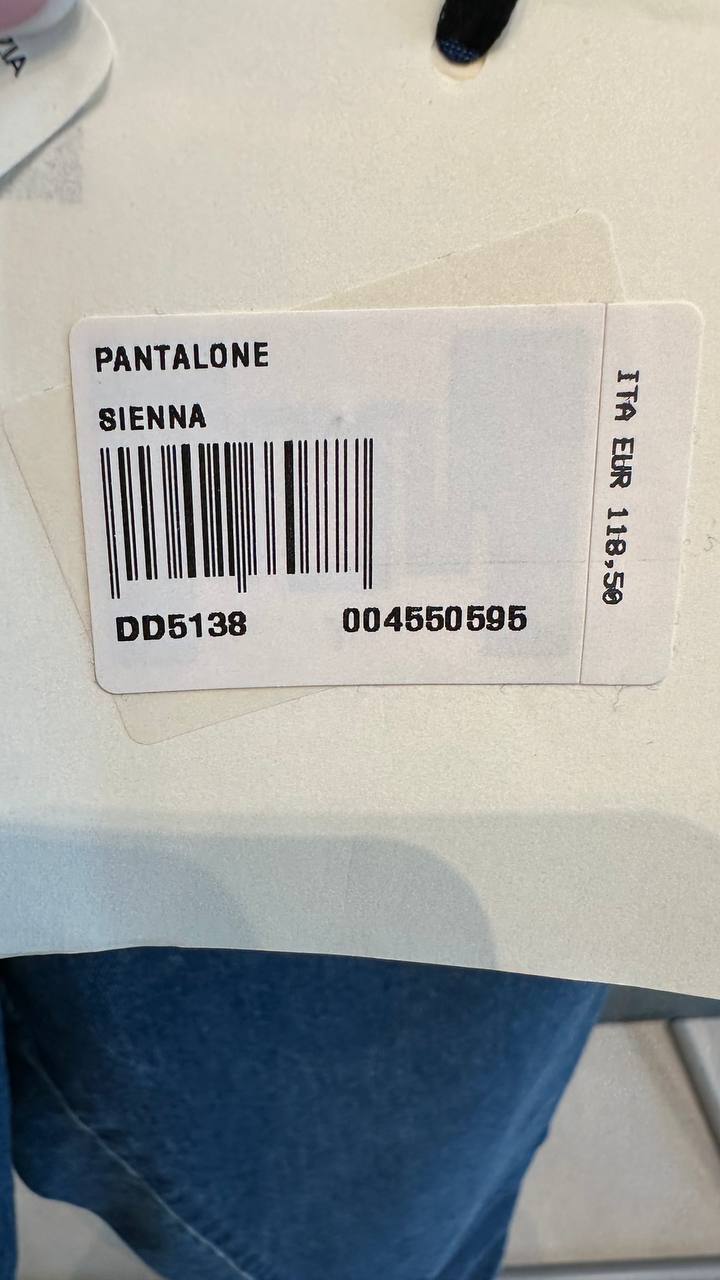 PANTALONE
SIENNA
DD5138 004550595
ITA EUR 118,50